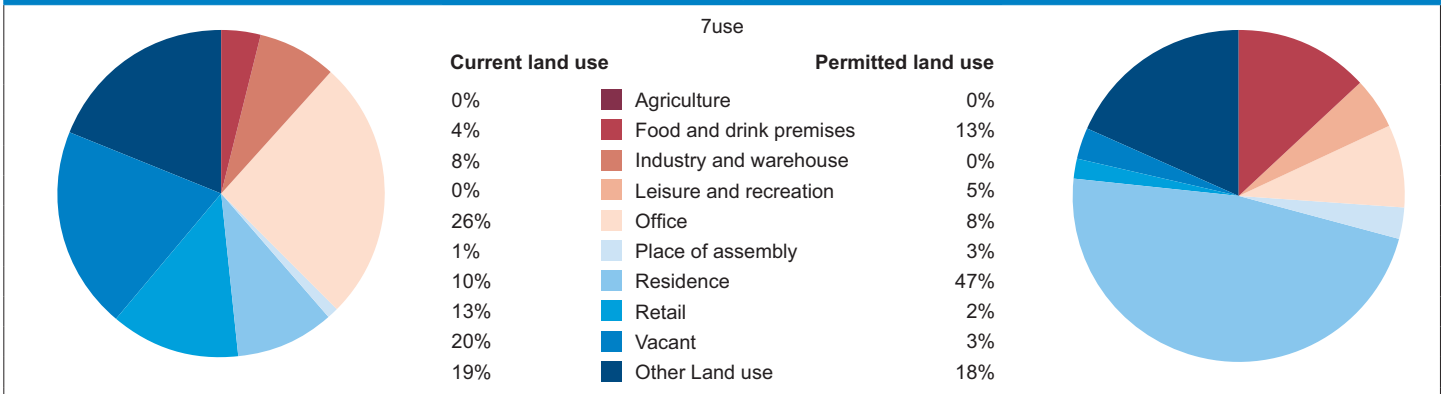 7use
Current land use Permitted land use
0% Agriculture 0%
4% Food and drink premises 13%
8% Industry and warehouse 0%
0% Leisure and recreation 5%
26% Office 8%
1% Place of assembly 3%
10% Residence 47%
13% Retail 2%
20% Vacant 3%
19% Other Land use 18%